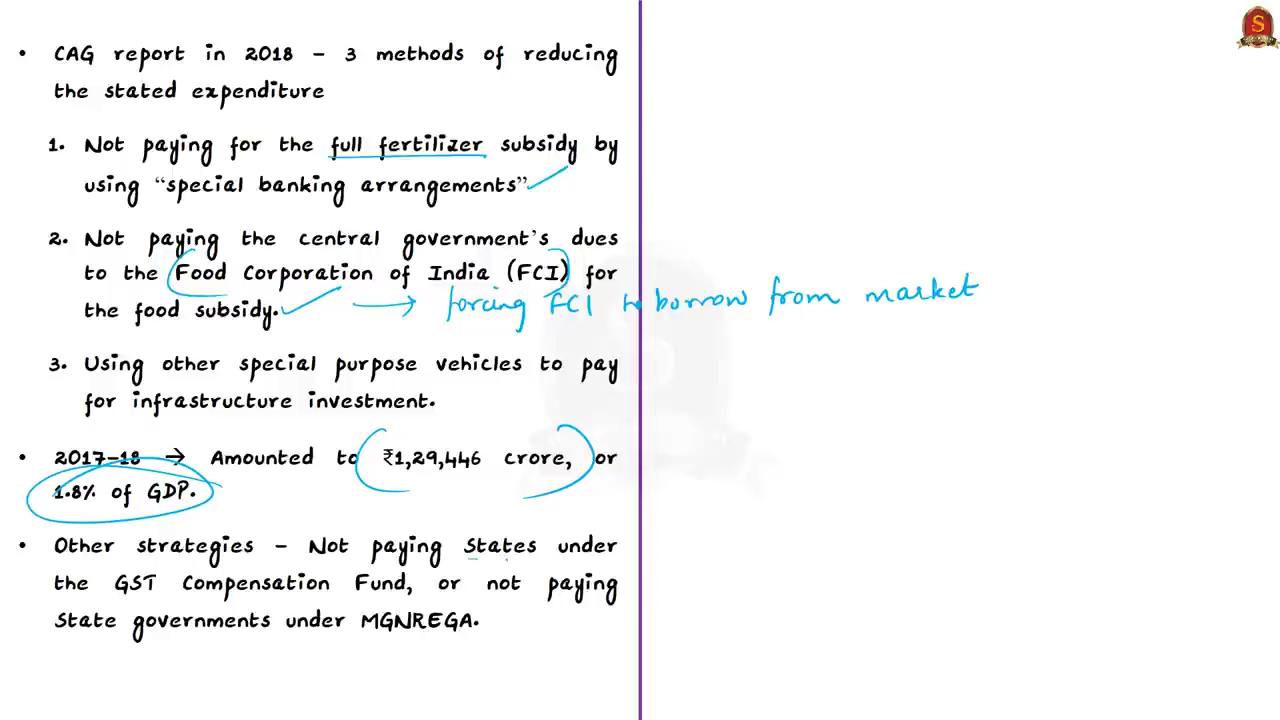 • CAG report in 2018 – 3 methods of reducing
the stated expenditure
1. Not paying for the full fertilizer subsidy by
using “special banking arrangements”
2. Not paying the central government's dues
to the Food Corporation of India (FCI) for
the food subsidy.
→ forcing FCI to borrow from market
3. Using other special purpose vehicles to pay
for infrastructure investment.
• 2017-18 → Amounted to ₹1,29,446 crore, or
1.8% of GDP.
• Other strategies – Not paying States under
the GST Compensation Fund, or not paying
State governments under MGNREGA.
S